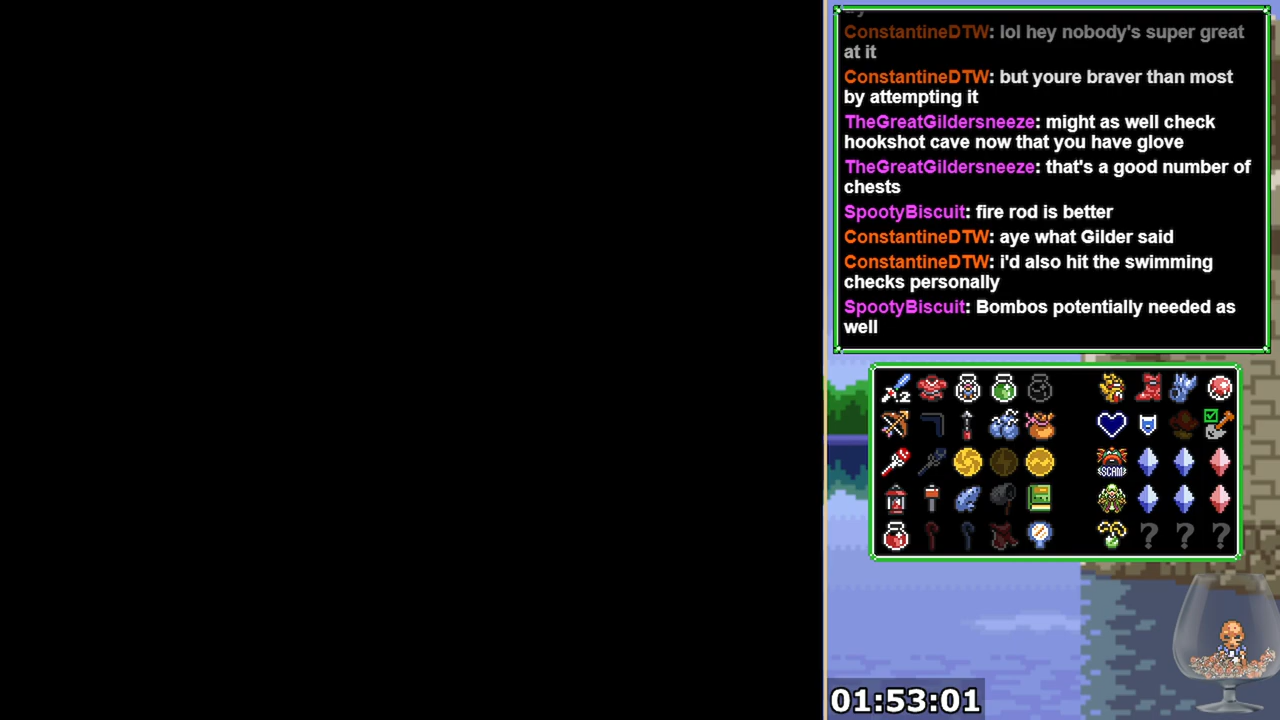 ConstantineDTW: lol hey nobody's super great
at it
ConstantineDTW: but youre braver than most
by attempting it
TheGreatGildersneeze: might as well check
hookshot cave now that you have glove
TheGreatGildersneeze: that's a good number of
chests
SpootyBiscuit: fire rod is better
ConstantineDTW: aye what Gilder said
ConstantineDTW: i'd also hit the swimming
checks personally
SpootyBiscuit: Bombos potentially needed as
well
.2
SCAM
? ? ?
01:53:01